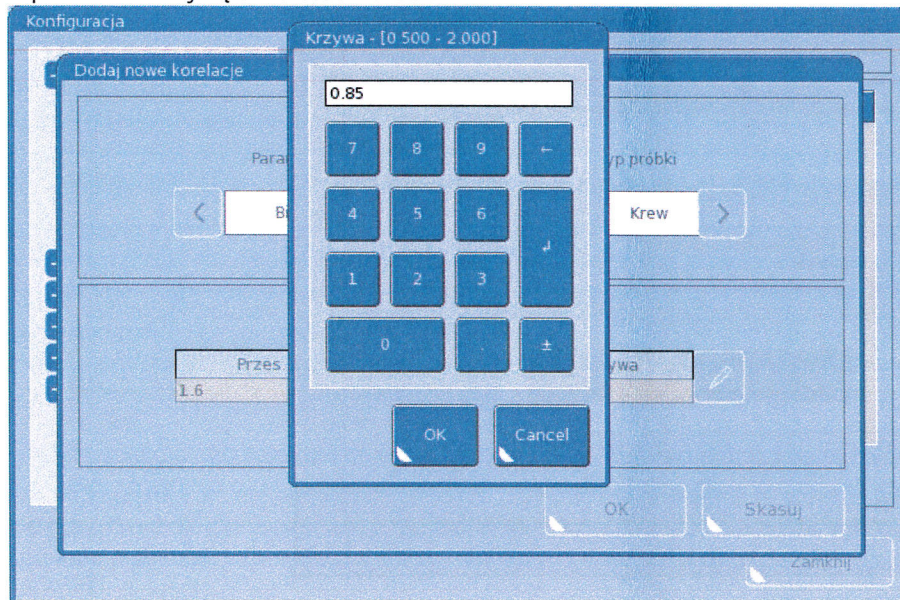 Konfiguracja
Krzywa - [0 500 - 2.000]
Dodaj nowe korelacje
0.85
7 8 9 ←
Para
yp próbki
4 5 6 ↲
Bi
Krew
1 2 3
0 . ±
Przes
ywa
1.6
OK Cancel
OK Skasuj
Zamknij